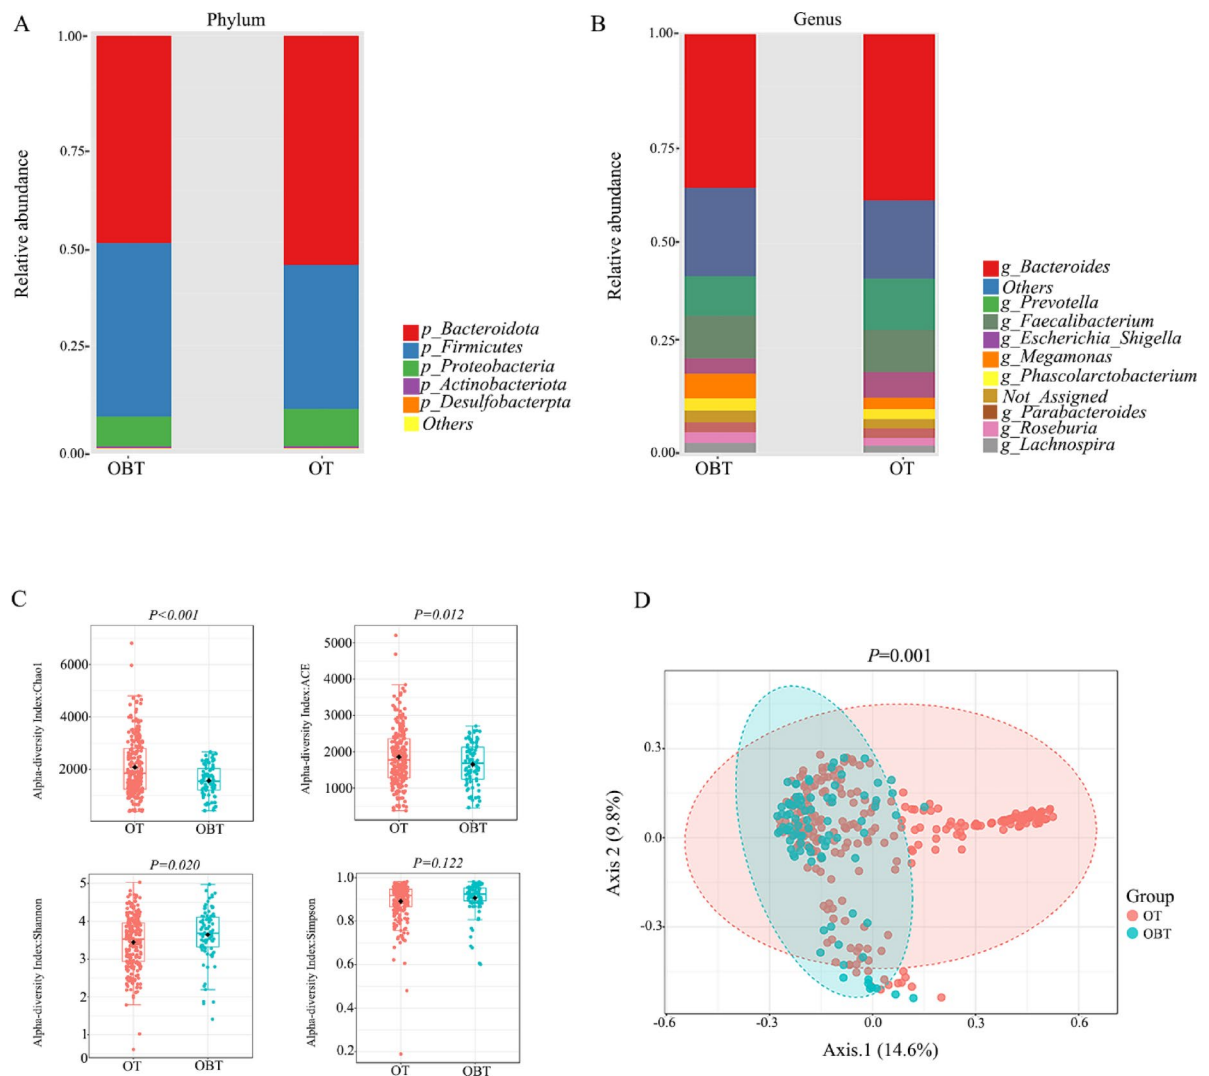 A
Phylum
Relative abundance
1.00
0.75
0.50
0.25
0.00
OBT
OT
p_Bacteroidota
p_Firmicutes
p_Proteobacteria
p_Actinobacteriota
p_Desulfobacterpta
Others
B
Genus
Relative abundance
1.00
0.75
0.50
0.25
0.00
OBT
OT
g_Bacteroides
Others
g_Prevotella
g_Faecalibacterium
g_Escherichia_Shigella
g_Megamonas
g_Phascolarctobacterium
Not_Assigned
g_Parabacteroides
g_Roseburia
g_Lachnospira
C
P<0.001
Alpha-diversity Index:Chao1
6000
4000
2000
OT
OBT
P=0.012
Alpha-diversity Index:ACE
5000
4000
3000
2000
1000
OT
OBT
P=0.020
Alpha-diversity Index:Shannon
5
4
3
2
1
0
OT
OBT
P=0.122
Alpha-diversity Index:Simpson
1.0
0.8
0.6
0.4
0.2
OT
OBT
D
P=0.001
Axis 2 (9.8%)
0.3
0.0
-0.3
-0.6
-0.3
0.0
0.3
0.6
Axis.1 (14.6%)
Group
OT
OBT